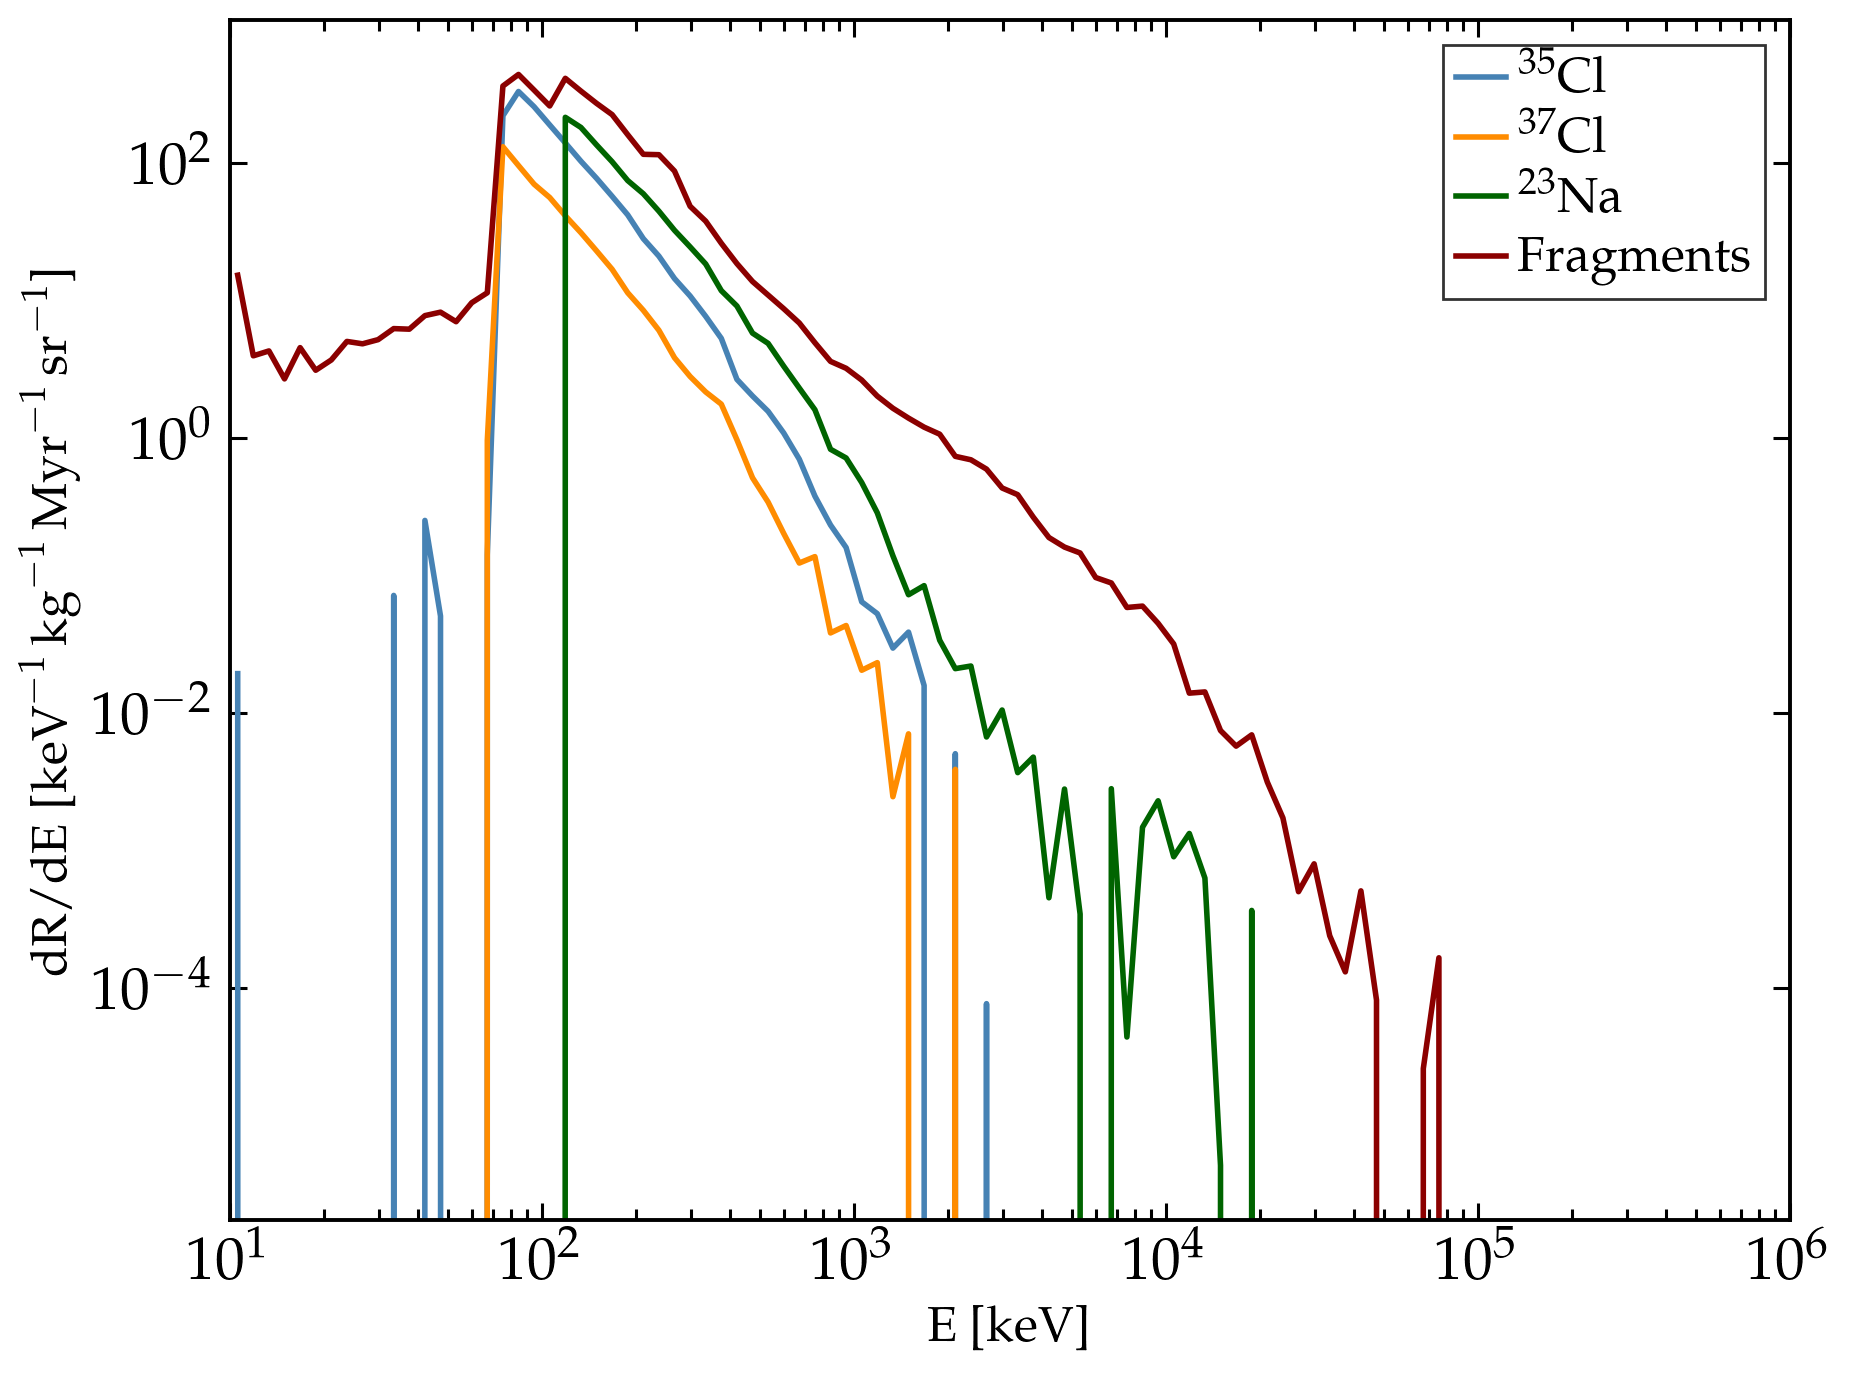 ³⁵Cl
³⁷Cl
²³Na
Fragments
10²
10⁰
10⁻²
10⁻⁴
dR/dE [keV⁻¹ kg⁻¹ Myr⁻¹ sr⁻¹]
10¹ 10² 10³ 10⁴ 10⁵ 10⁶
E [keV]